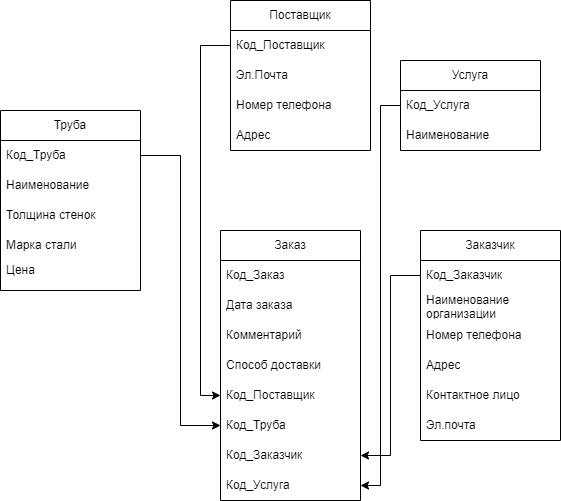 Поставщик
Код_Поставщик
Эл.Почта
Номер телефона
Адрес
Услуга
Код_Услуга
Наименование
Труба
Код_Труба
Наименование
Толщина стенок
Марка стали
Цена
Заказ
Код_Заказ
Дата заказа
Комментарий
Способ доставки
Код_Поставщик
Код_Труба
Код_Заказчик
Код_Услуга
Заказчик
Код_Заказчик
Наименование
организации
Номер телефона
Адрес
Контактное лицо
Эл.почта